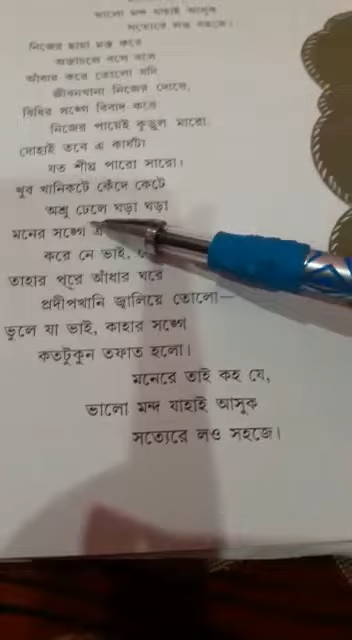 ভালো মন্দ যাহাই আসুক
সত্যেরে লও সহজে।
নিজের ছায়া মস্ত করে
অস্তাচলে বসে বসে
আঁধার করে তোলো যদি
জীবনখানা নিজের দোষে,
বিধির সঙ্গে বিবাদ করে
নিজের পায়েই কুড়ুল মারো,
দোহাই তবে এ কার্যটা
যত শীঘ্র পারো সারো।
খুব খানিকটে কেঁদে কেটে
অশ্রু ঢেলে ঘড়া ঘড়া
মনের সঙ্গে
করে নে ভাই,
তাহার পরে আঁধার ঘরে
প্রদীপখানি জ্বালিয়ে তোলো—
ভুলে যা ভাই, কাহার সঙ্গে
কতটুকুন তফাত হলো।
মনেরে তাই কহ যে,
ভালো মন্দ যাহাই আসুক
সত্যেরে লও সহজে।